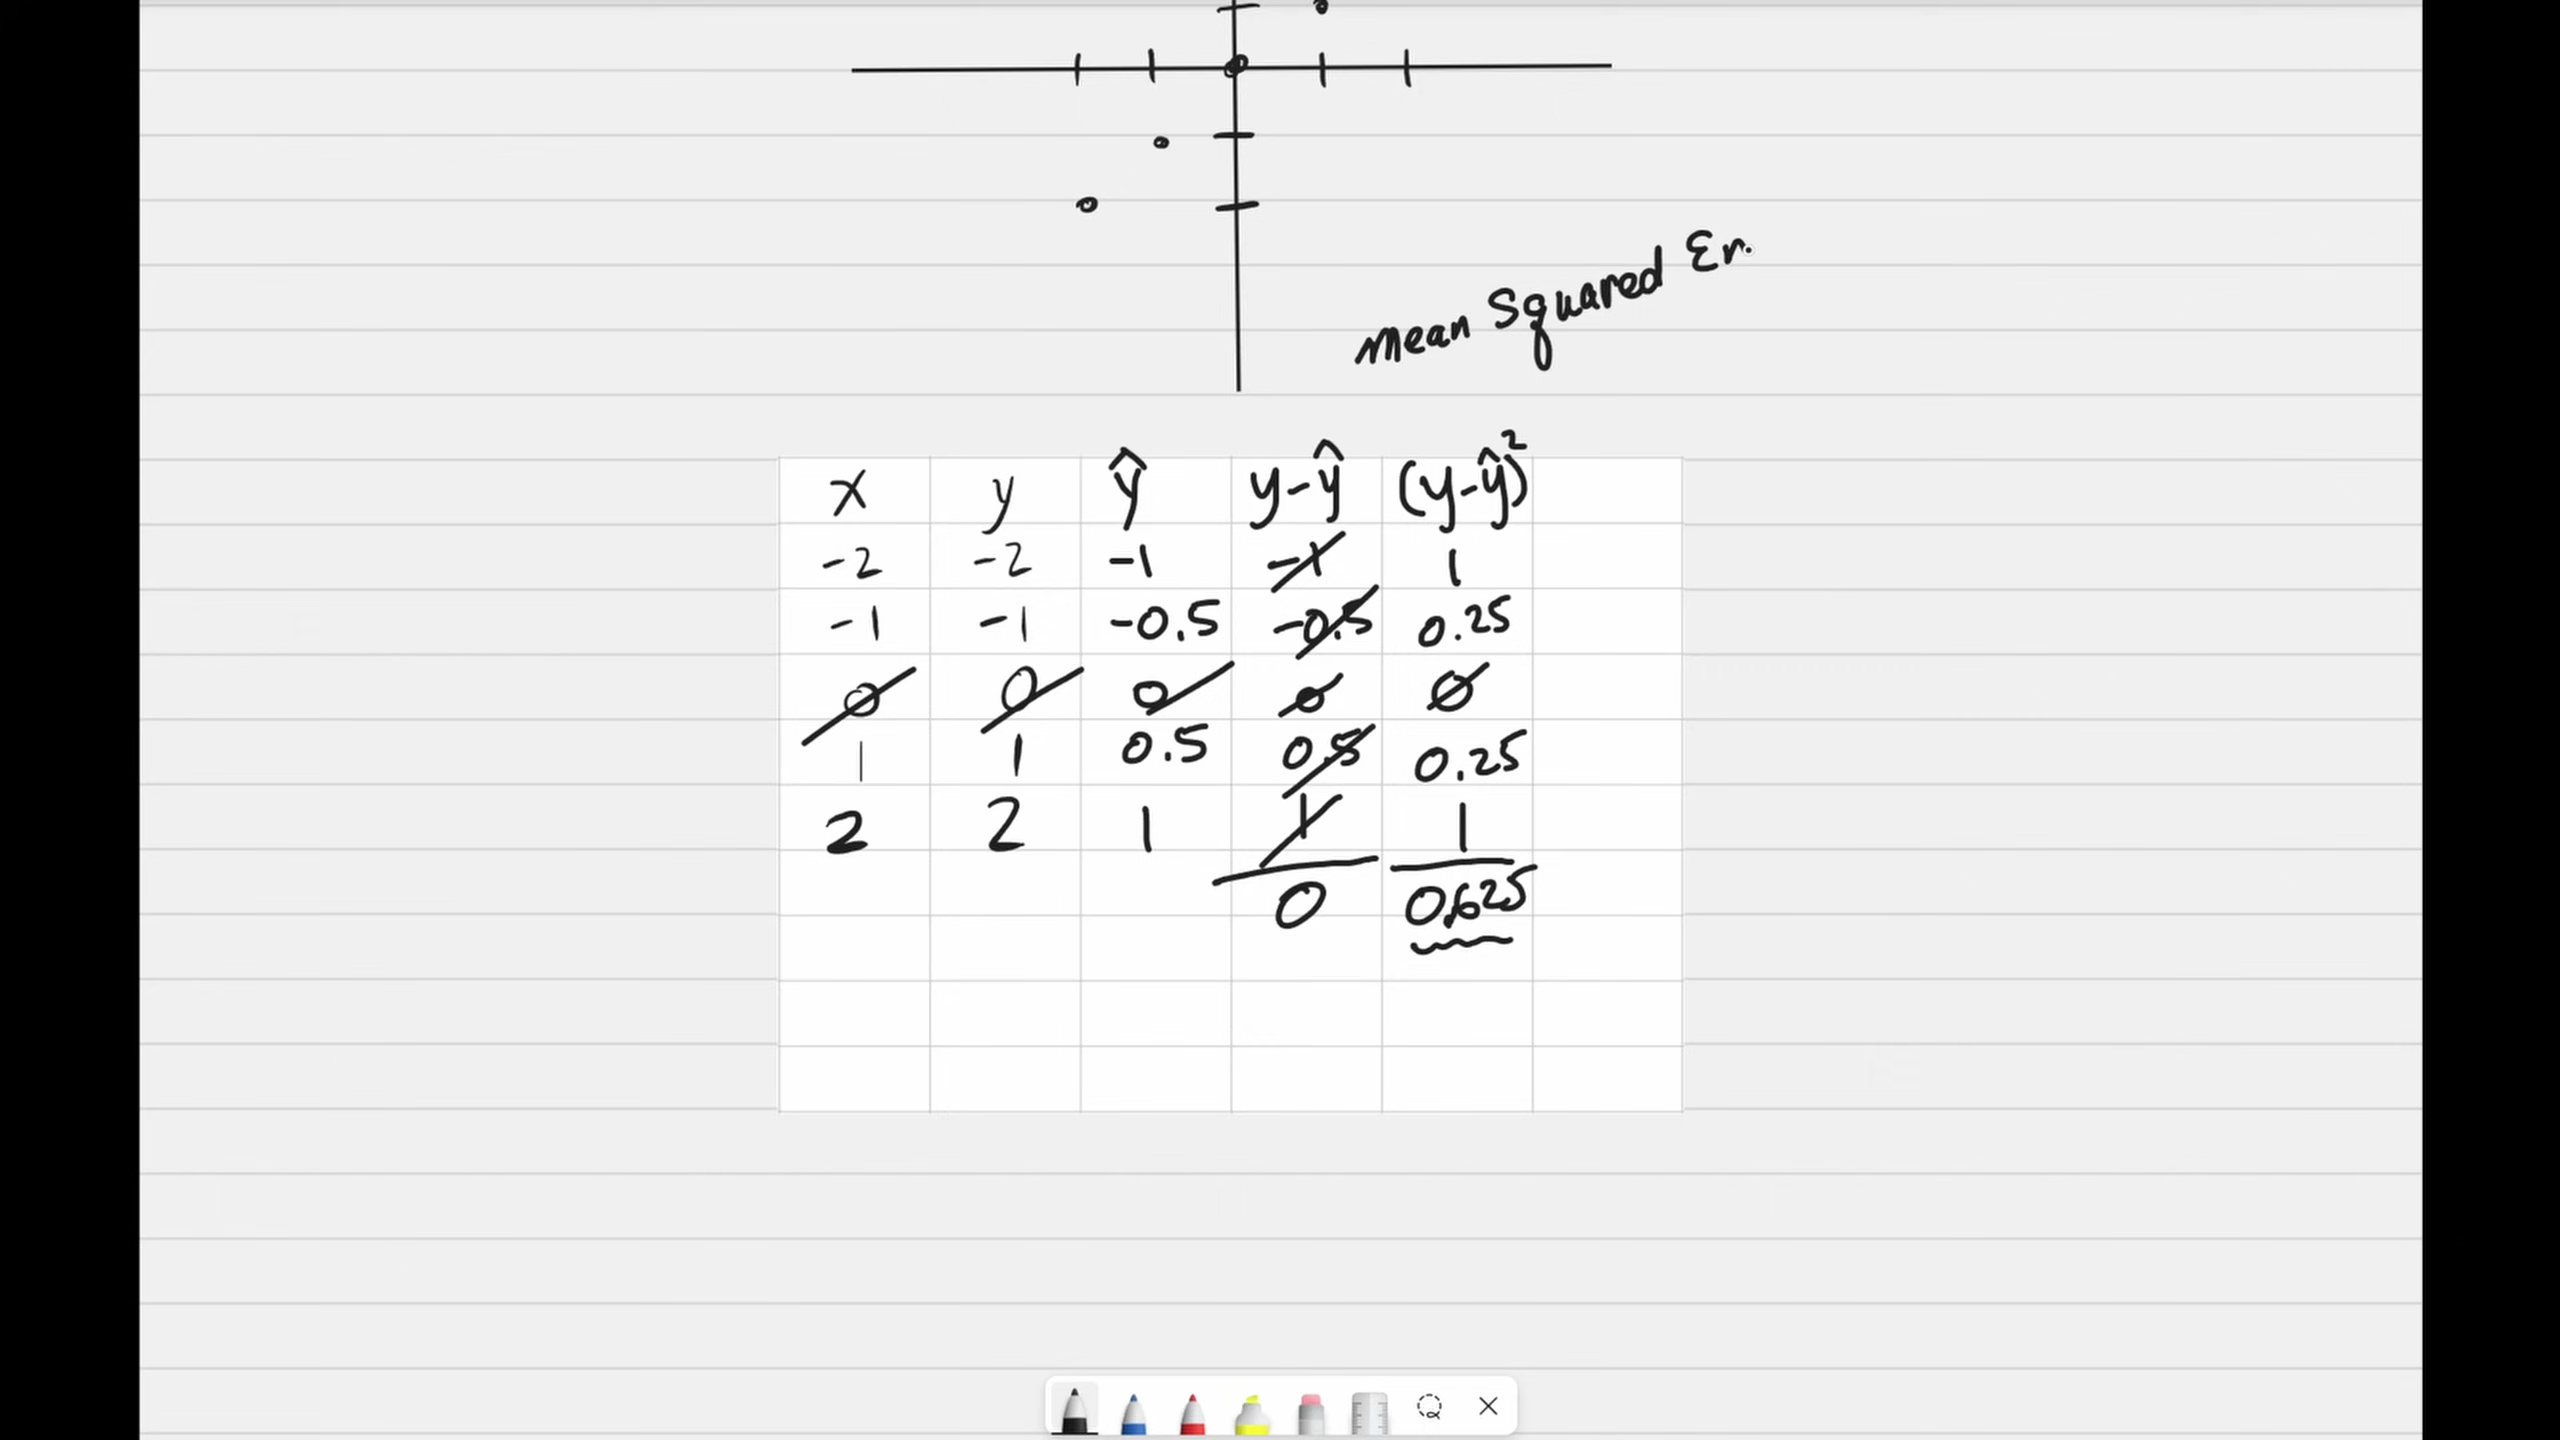 Mean Squared Er
x y ŷ y-ŷ (y-ŷ)²
-2 -2 -1 -1 1
-1 -1 -0.5 -0.5 0.25
0 0 0 0 0
1 1 0.5 0.5 0.25
2 2 1 1 1
0 0.625